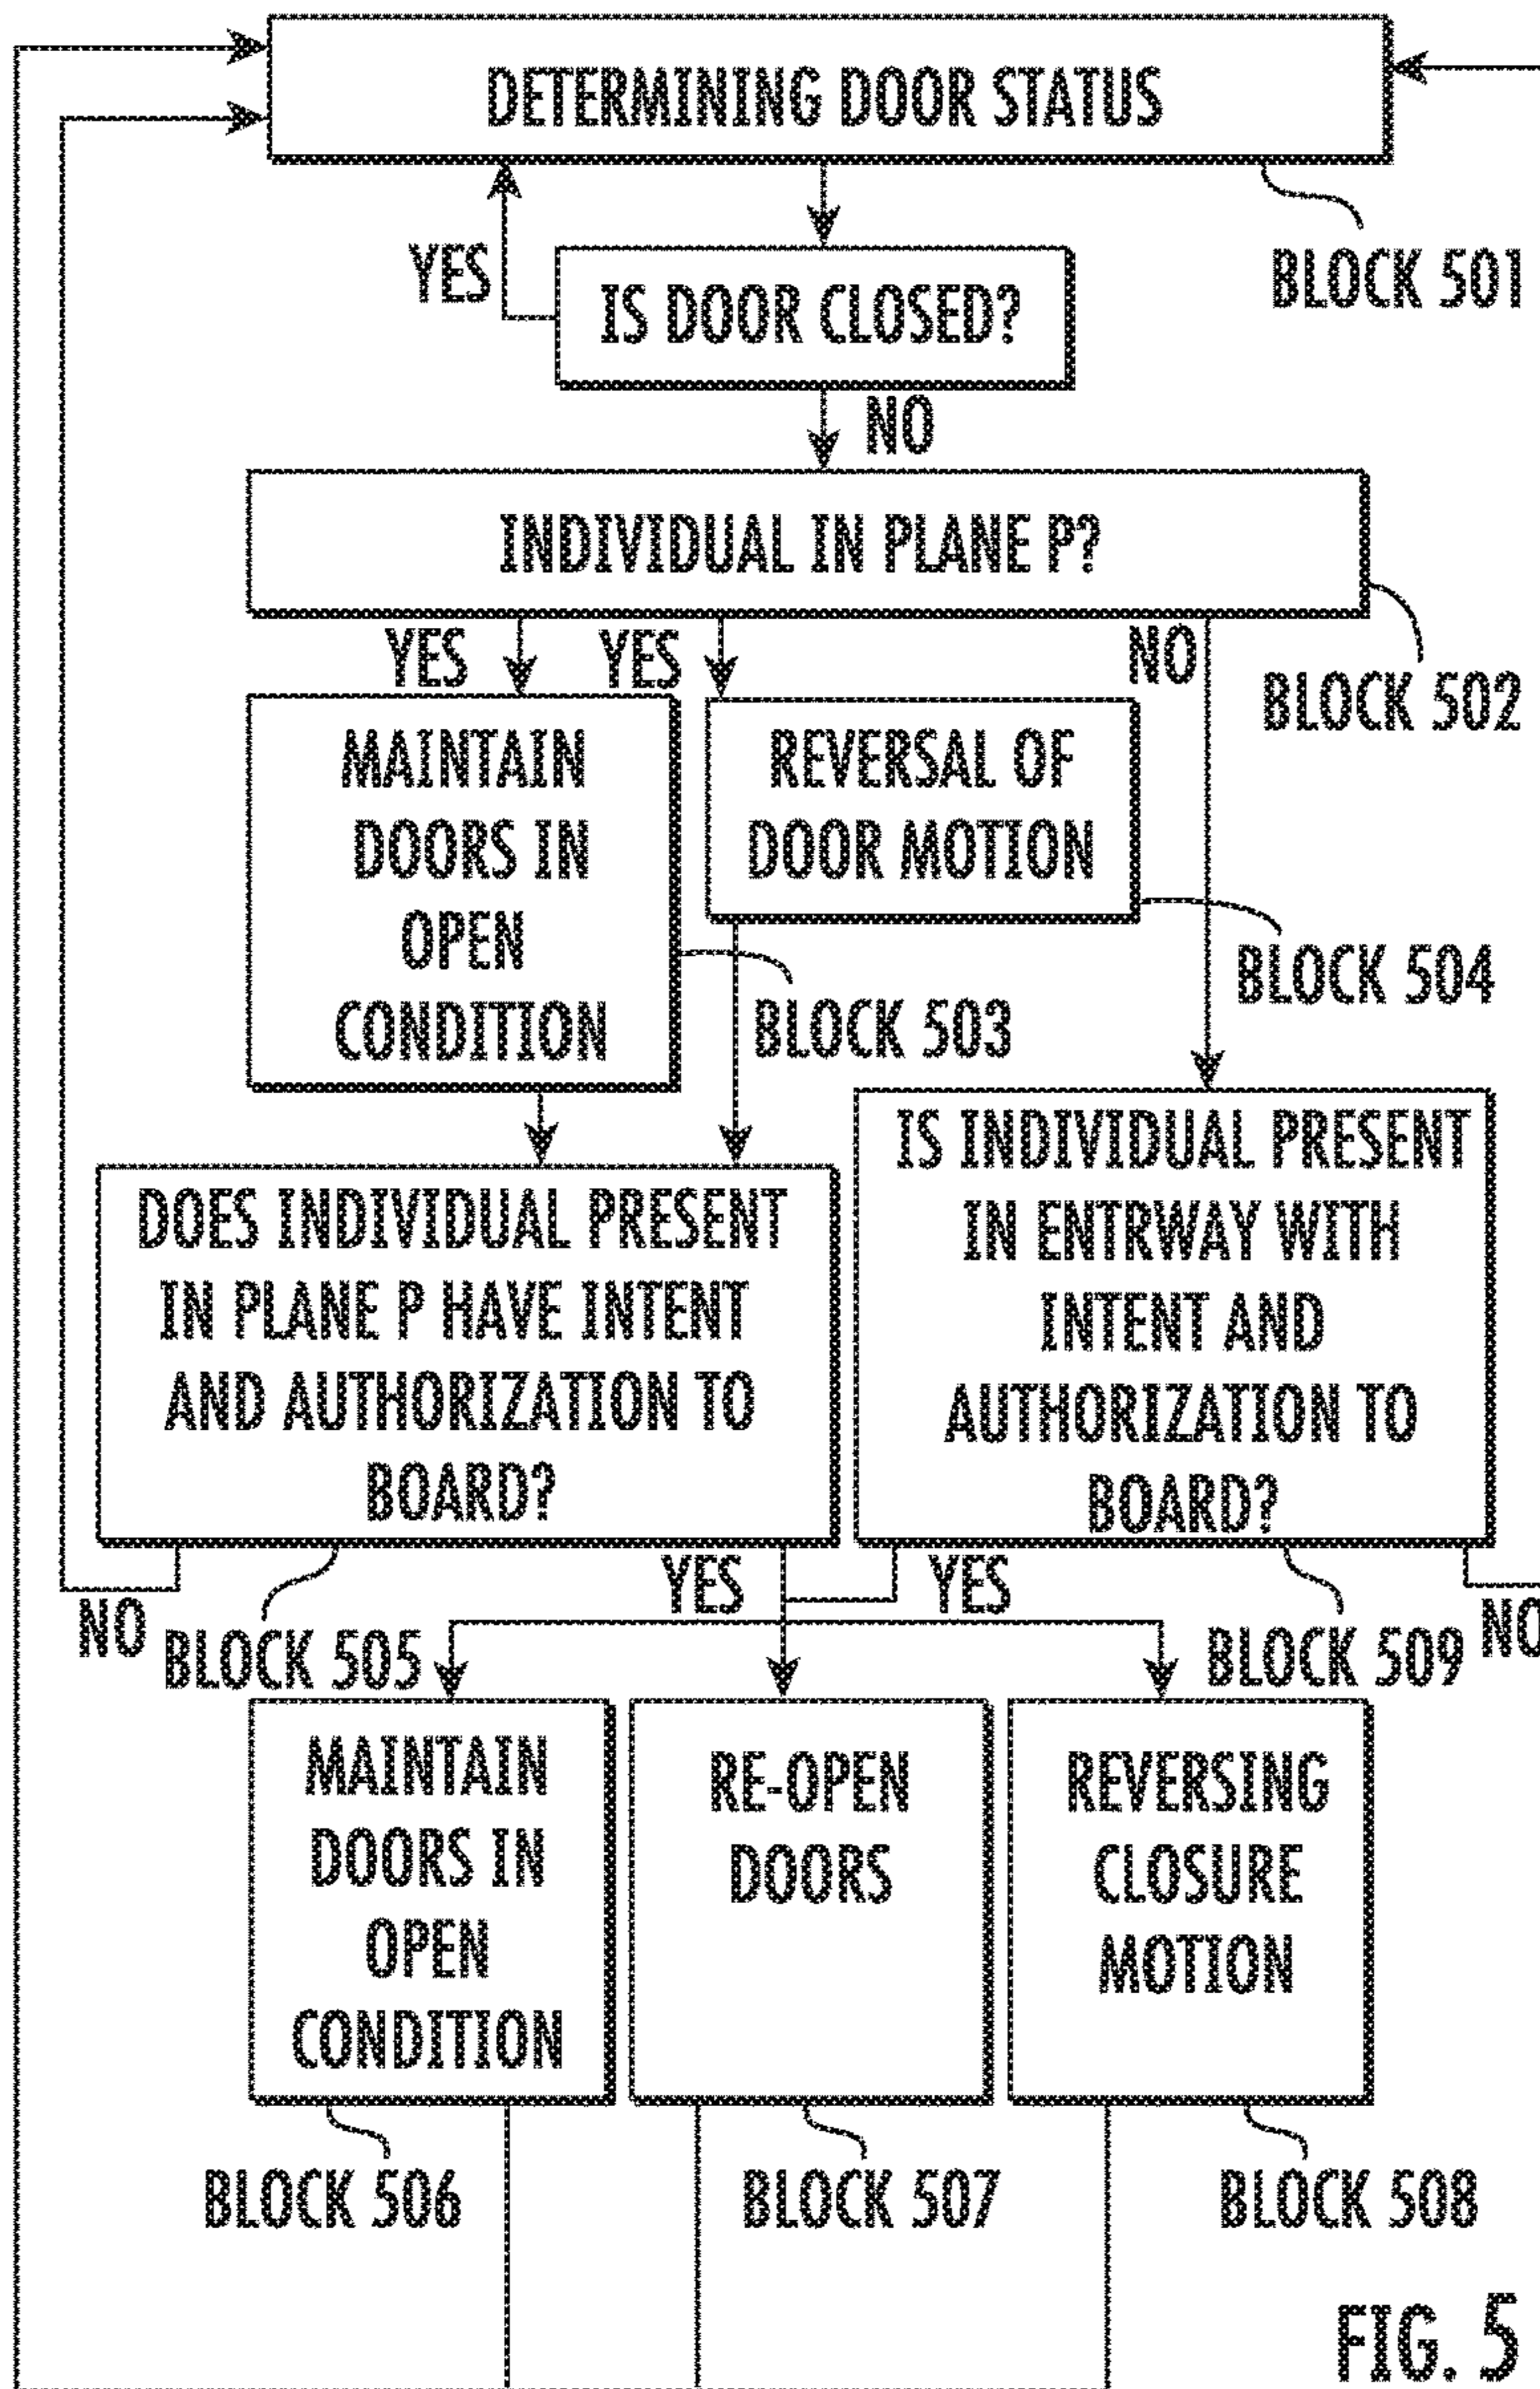 DETERMINING DOOR STATUS
BLOCK 501
YES
IS DOOR CLOSED?
NO
INDIVIDUAL IN PLANE P?
BLOCK 502
YES
YES
NO
MAINTAIN
DOORS IN
OPEN
CONDITION
BLOCK 503
REVERSAL OF
DOOR MOTION
BLOCK 504
DOES INDIVIDUAL PRESENT
IN PLANE P HAVE INTENT
AND AUTHORIZATION TO
BOARD?
IS INDIVIDUAL PRESENT
IN ENTRWAY WITH
INTENT AND
AUTHORIZATION TO
BOARD?
NO
BLOCK 505
YES
YES
BLOCK 509
NO
MAINTAIN
DOORS IN
OPEN
CONDITION
RE-OPEN
DOORS
REVERSING
CLOSURE
MOTION
BLOCK 506
BLOCK 507
BLOCK 508
FIG. 5